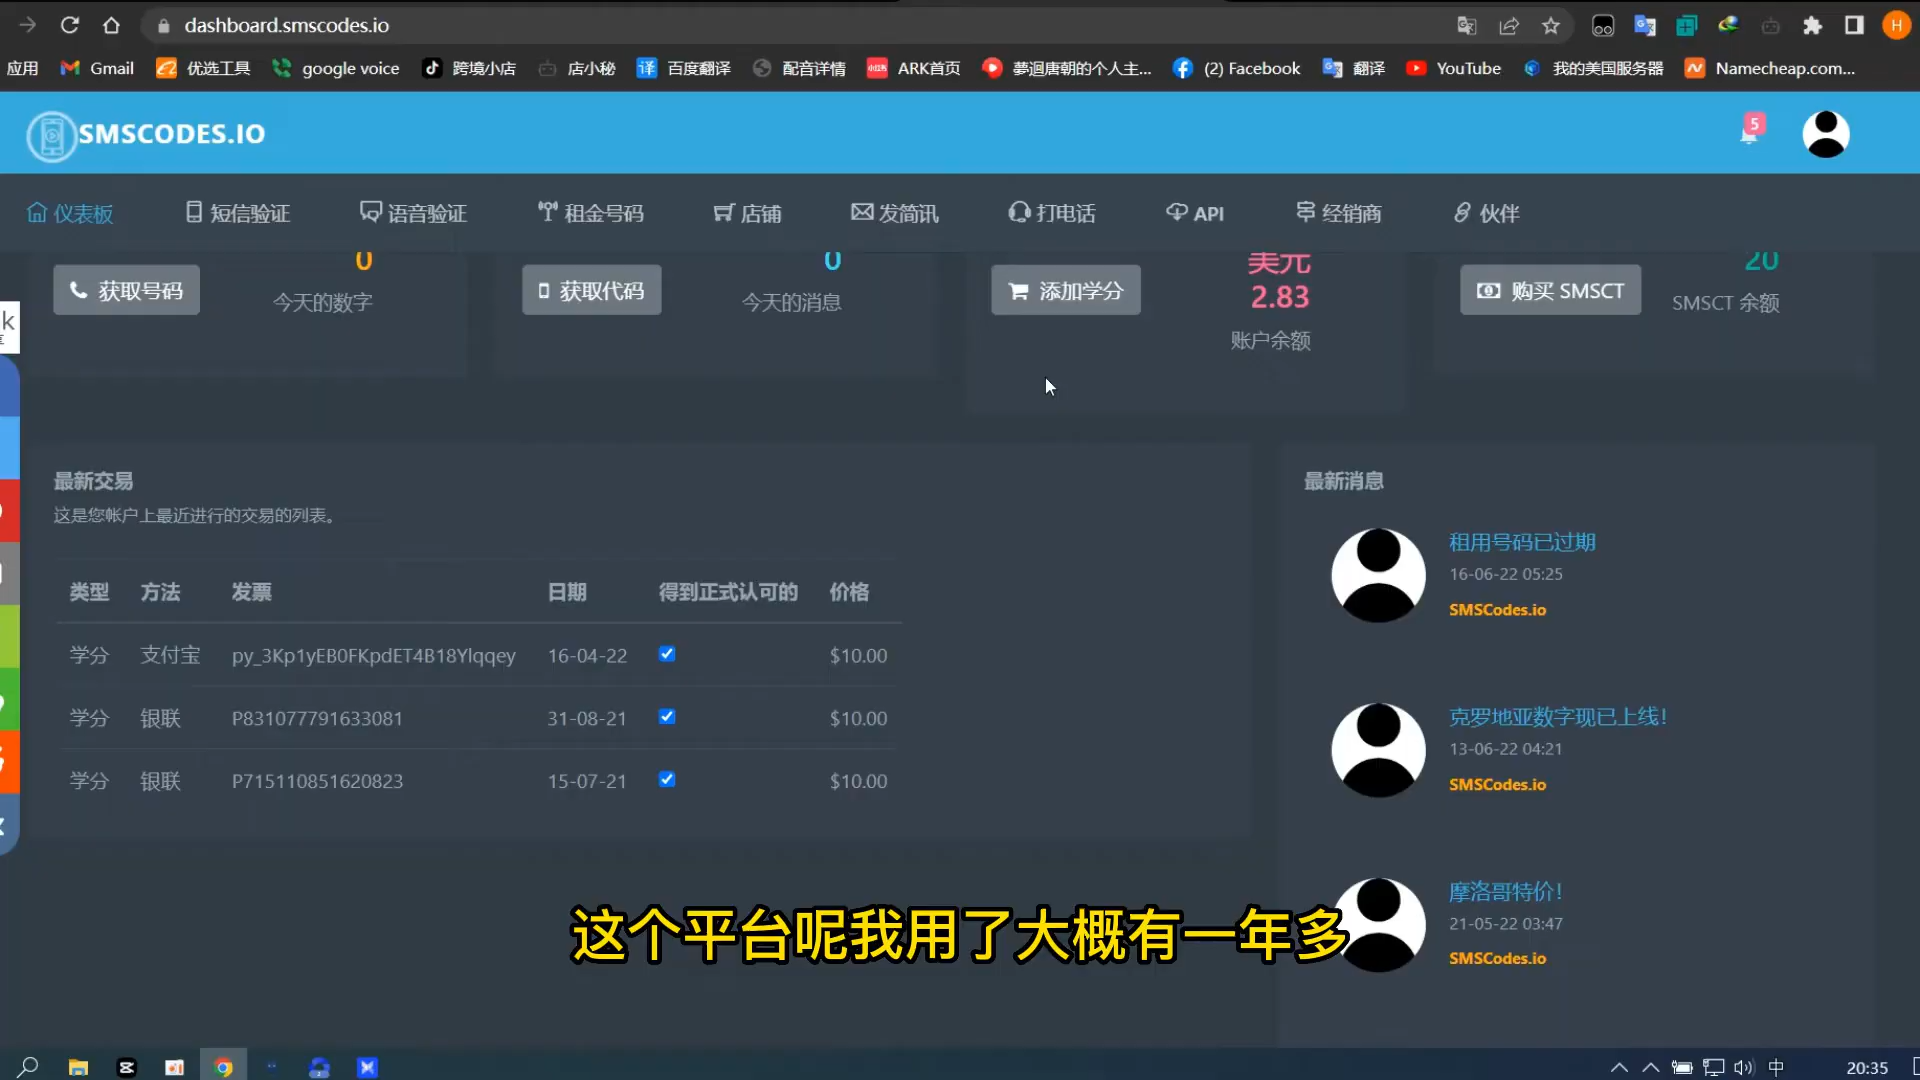 dashboard.smscodes.io
H
应用 Gmail 优选工具 google voice 跨境小店 店小秘 译 百度翻译 配音详情 ARK首页 夢迴唐朝的个人主... (2) Facebook 翻译 YouTube 我的美国服务器 Namecheap.com...
SMSCODES.IO
5
仪表板 短信验证 语音验证 租金号码 店铺 发简讯 打电话 API 经销商 伙伴
获取号码
0
今天的数字
获取代码
0
今天的消息
添加学分
美元
2.83
账户余额
购买 SMSCT
20
SMSCT 余额
k
最新交易
这是您帐户上最近进行的交易的列表。
类型 方法 发票 日期 得到正式认可的 价格
学分 支付宝 py_3Kp1yEB0FKpdET4B18Ylqqey 16-04-22 $10.00
学分 银联 P831077791633081 31-08-21 $10.00
学分 银联 P715110851620823 15-07-21 $10.00
最新消息
租用号码已过期
16-06-22 05:25
SMSCodes.io
克罗地亚数字现已上线！
13-06-22 04:21
SMSCodes.io
摩洛哥特价！
21-05-22 03:47
SMSCodes.io
这个平台呢我用了大概有一年多
中
20:35